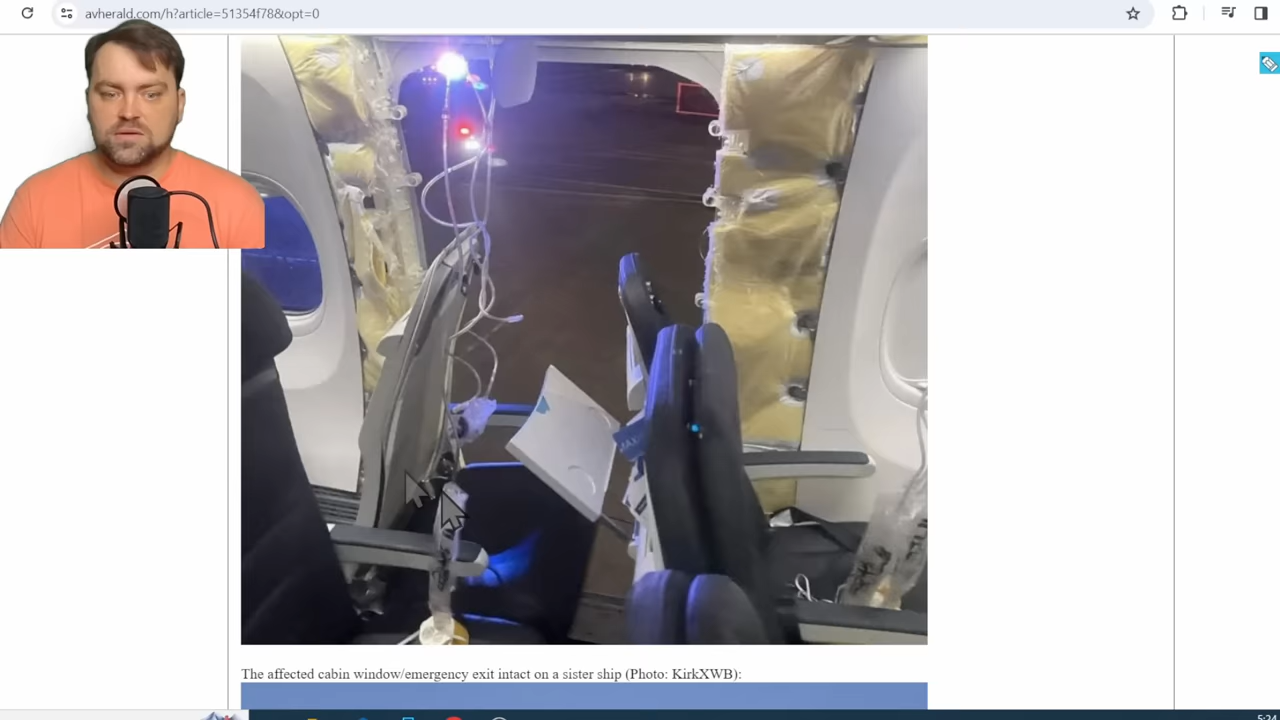 avherald.com/h?article=51354f78&opt=0
The affected cabin window/emergency exit intact on a sister ship (Photo: KirkXWB):